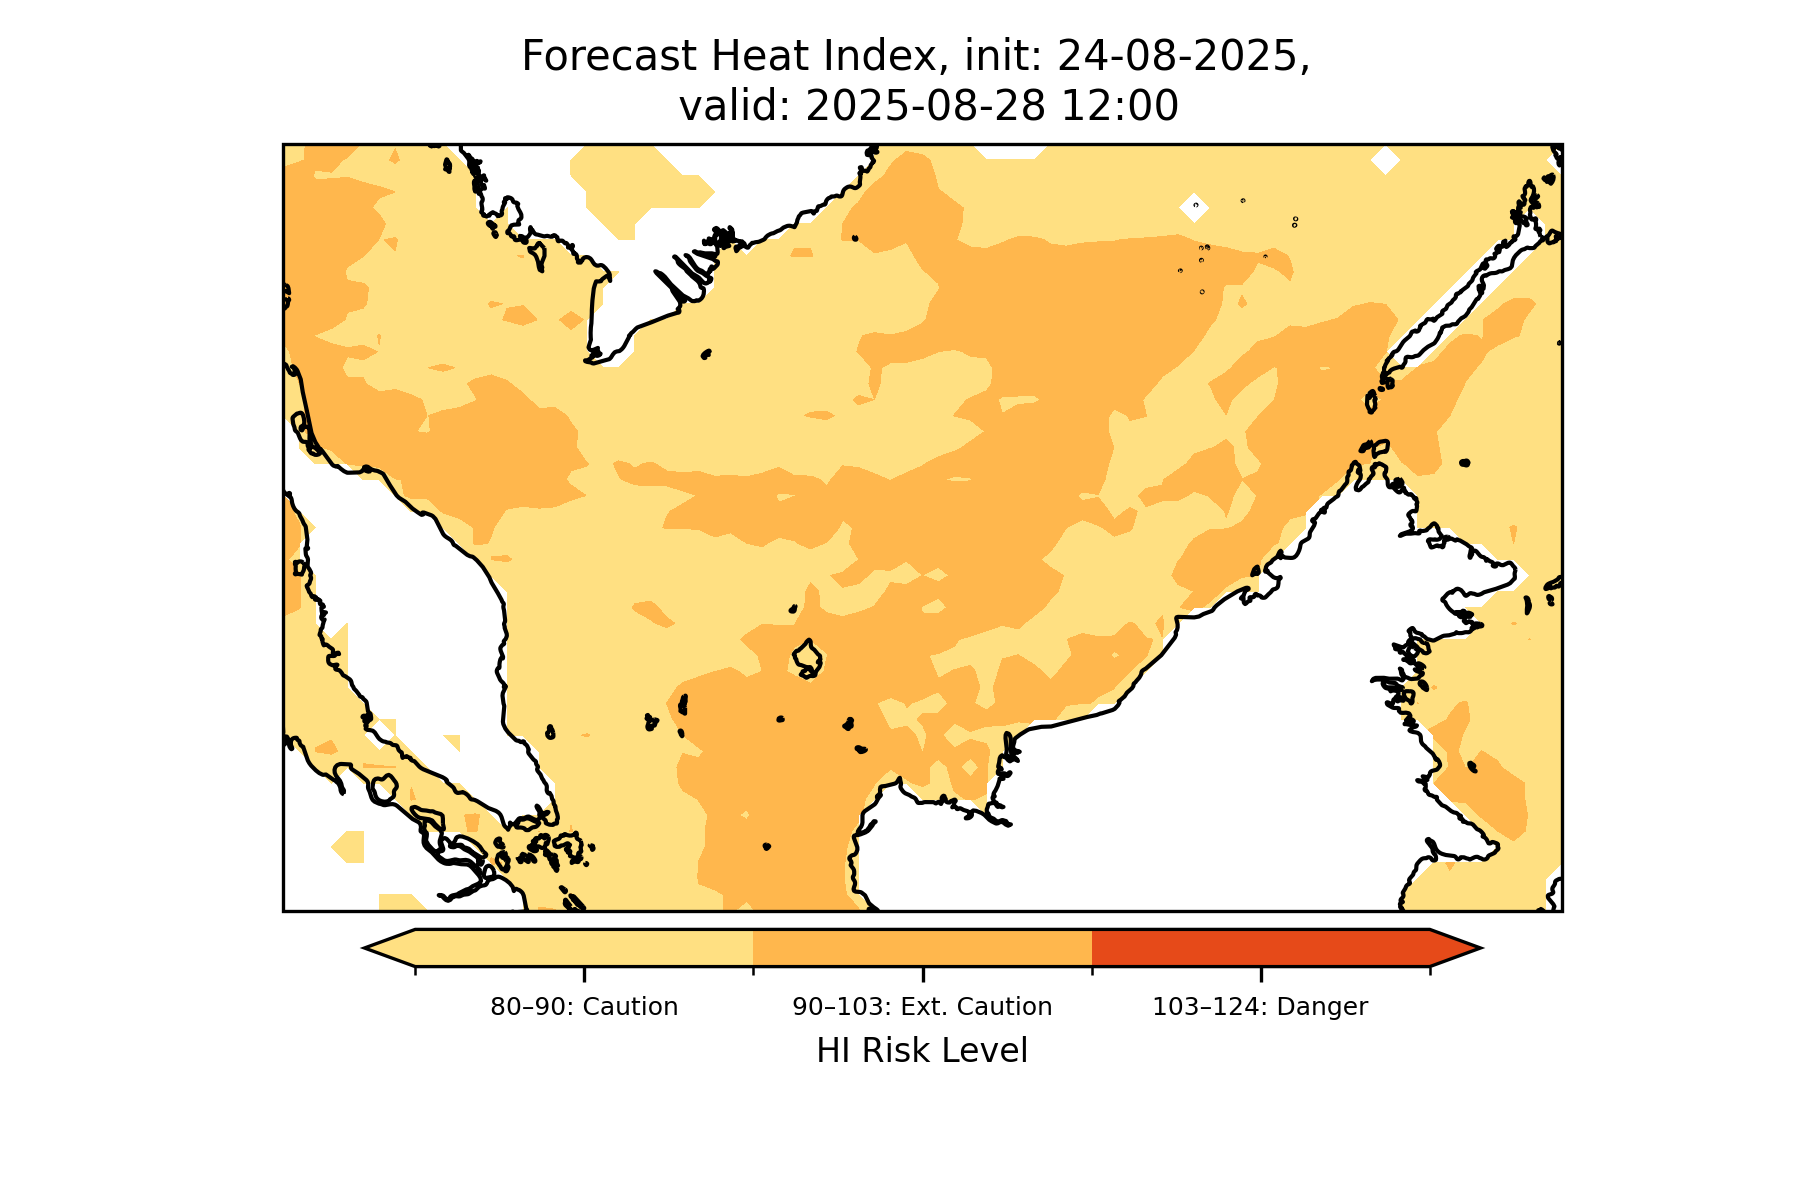 Forecast Heat Index, init: 24-08-2025,
valid: 2025-08-28 12:00
80–90: Caution
90–103: Ext. Caution
103–124: Danger
HI Risk Level